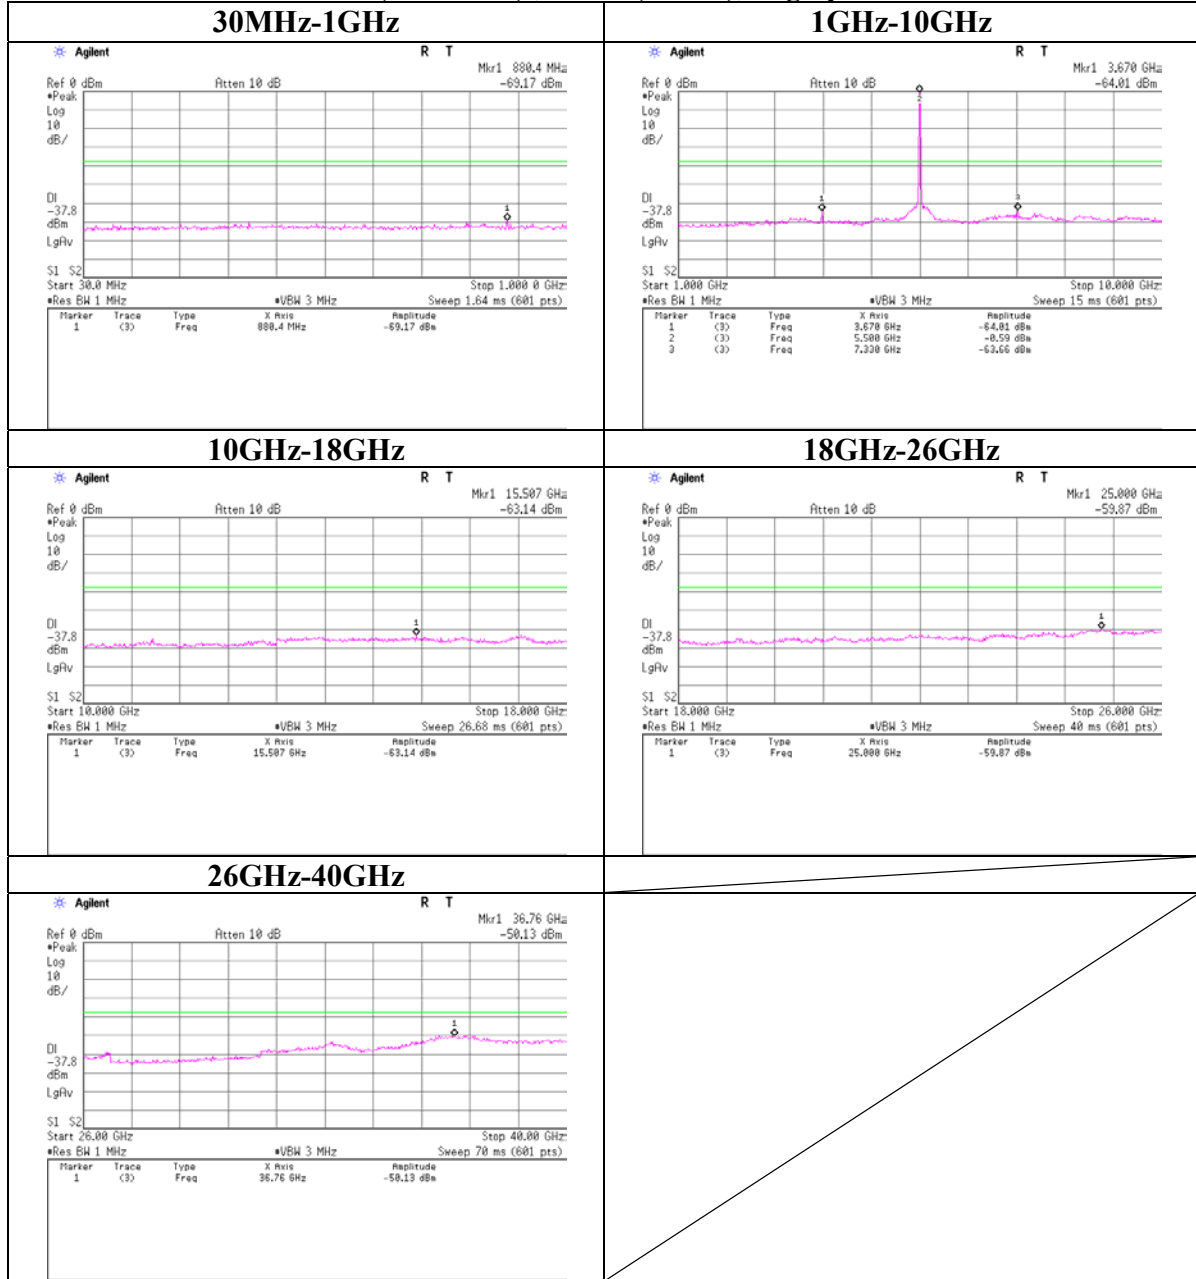 30MHz-1GHz
Agilent R T
Mkr1 880.4 MHz
Ref 0 dBm Atten 10 dB -69.17 dBm
#Peak
Log
10
dB/
1
DI
-37.8
dBm
LgAv
S1 S2
Start 30.0 MHz Stop 1.000 0 GHz
#Res BW 1 MHz #VBW 3 MHz Sweep 1.64 ms (601 pts)
Marker Trace Type X Axis Amplitude
1 (3) Freq 880.4 MHz -69.17 dBm
1GHz-10GHz
Agilent R T
Mkr1 3.670 GHz
Ref 0 dBm Atten 10 dB -64.01 dBm
#Peak
Log
10
dB/
2
1
3
DI
-37.8
dBm
LgAv
S1 S2
Start 1.000 GHz Stop 10.000 GHz
#Res BW 1 MHz #VBW 3 MHz Sweep 15 ms (601 pts)
Marker Trace Type X Axis Amplitude
1 (3) Freq 3.670 GHz -64.01 dBm
2 (3) Freq 5.500 GHz -0.59 dBm
3 (3) Freq 7.330 GHz -63.66 dBm
10GHz-18GHz
Agilent R T
Mkr1 15.507 GHz
Ref 0 dBm Atten 10 dB -63.14 dBm
#Peak
Log
10
dB/
1
DI
-37.8
dBm
LgAv
S1 S2
Start 10.000 GHz Stop 18.000 GHz
#Res BW 1 MHz #VBW 3 MHz Sweep 26.68 ms (601 pts)
Marker Trace Type X Axis Amplitude
1 (3) Freq 15.507 GHz -63.14 dBm
18GHz-26GHz
Agilent R T
Mkr1 25.000 GHz
Ref 0 dBm Atten 10 dB -59.87 dBm
#Peak
Log
10
dB/
1
DI
-37.8
dBm
LgAv
S1 S2
Start 18.000 GHz Stop 26.000 GHz
#Res BW 1 MHz #VBW 3 MHz Sweep 40 ms (601 pts)
Marker Trace Type X Axis Amplitude
1 (3) Freq 25.000 GHz -59.87 dBm
26GHz-40GHz
Agilent R T
Mkr1 36.76 GHz
Ref 0 dBm Atten 10 dB -50.13 dBm
#Peak
Log
10
dB/
1
DI
-37.8
dBm
LgAv
S1 S2
Start 26.00 GHz Stop 40.00 GHz
#Res BW 1 MHz #VBW 3 MHz Sweep 70 ms (601 pts)
Marker Trace Type X Axis Amplitude
1 (3) Freq 36.76 GHz -50.13 dBm